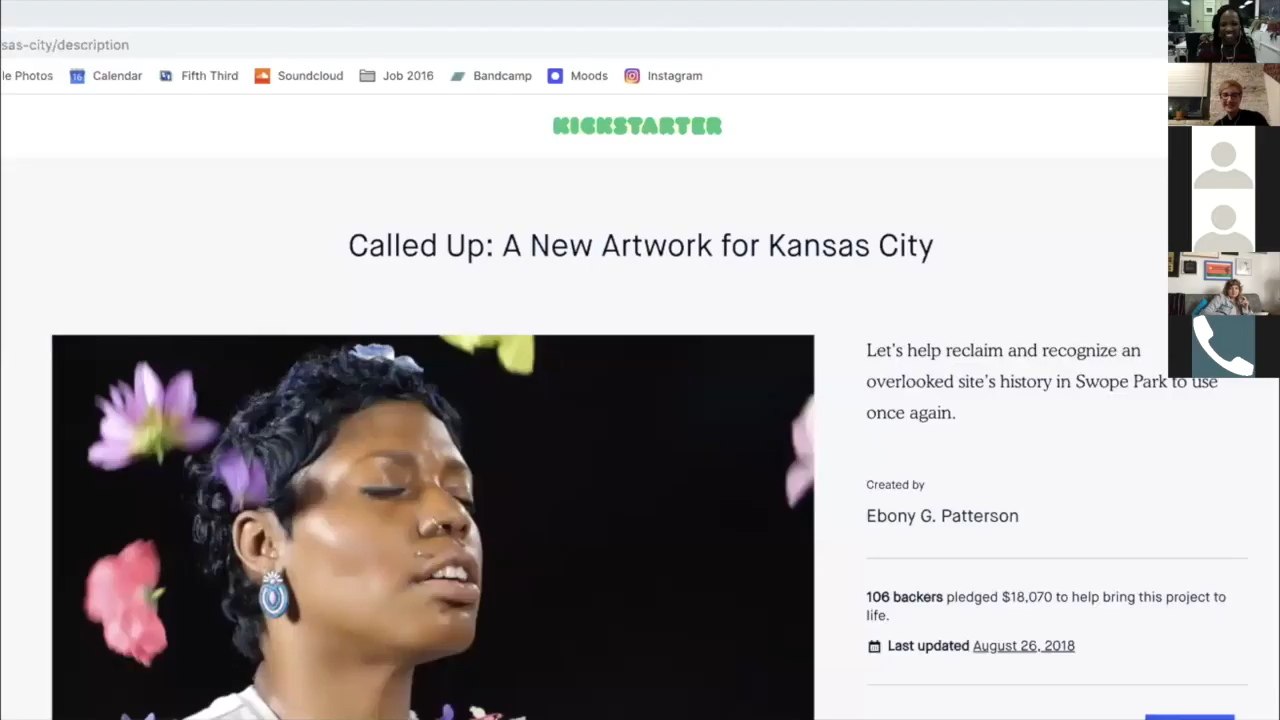 sas-city/description
le Photos
16
Calendar
Fifth Third
Soundcloud
Job 2016
Bandcamp
Moods
Instagram
KICKSTARTER
Called Up: A New Artwork for Kansas City
Let's help reclaim and recognize an
overlooked site's history in Swope Park to use
once again.
Created by
Ebony G. Patterson
106 backers pledged $18,070 to help bring this project to
life.
Last updated August 26, 2018